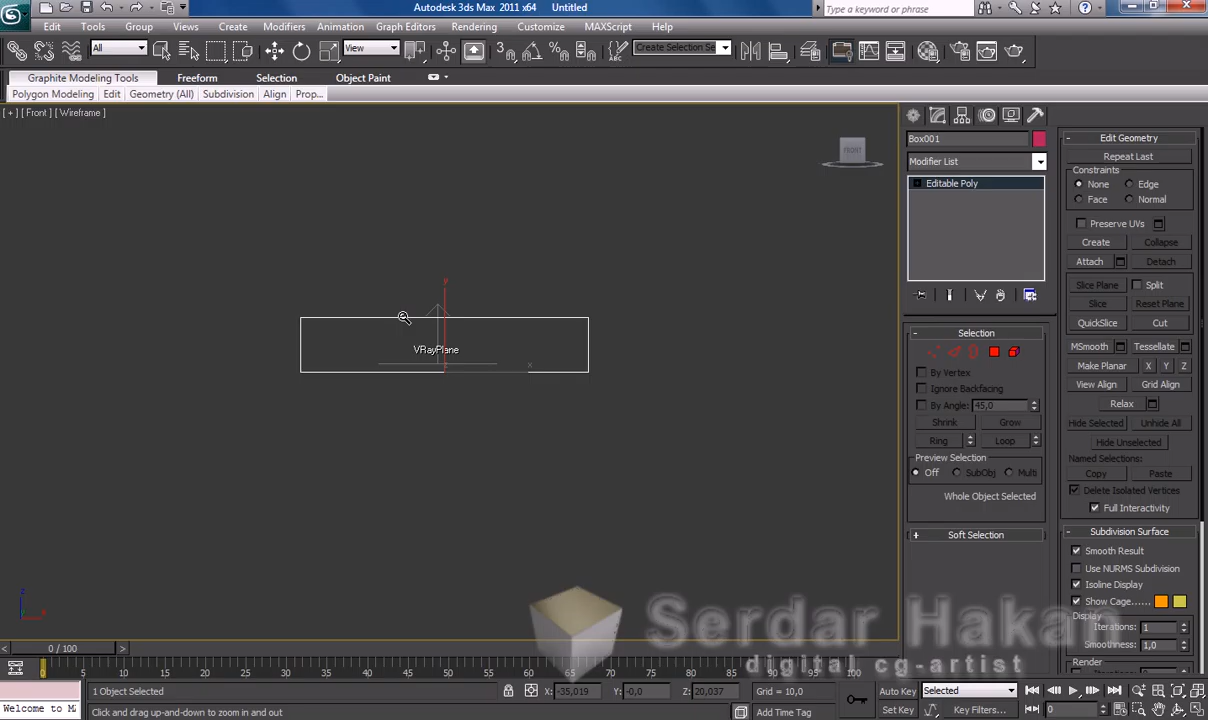 Autodesk 3ds Max 2011 x64 Untitled
Type a keyword or phrase
Edit Tools Group Views Create Modifiers Animation Graph Editors Rendering Customize MAXScript Help
All View Create Selection Se
Graphite Modeling Tools Freeform Selection Object Paint
Polygon Modeling Edit Geometry (All) Subdivision Align Prop...
[ + ] [ Front ] [ Wireframe ]
FRONT
y
VRayPlane
x
z
Box001
Modifier List
Editable Poly
- Selection
By Vertex
Ignore Backfacing
By Angle: 45,0
Shrink Grow
Ring Loop
Preview Selection
Off SubObj Multi
Whole Object Selected
+ Soft Selection
- Edit Geometry
Repeat Last
Constraints
None Edge
Face Normal
Preserve UVs
Create Collapse
Attach Detach
Slice Plane Split
Slice Reset Plane
QuickSlice Cut
MSmooth Tessellate
Make Planar X Y Z
View Align Grid Align
Relax
Hide Selected Unhide All
Hide Unselected
Named Selections:
Copy Paste
Delete Isolated Vertices
Full Interactivity
- Subdivision Surface
Smooth Result
Use NURMS Subdivision
Isoline Display
Show Cage......
Display
Iterations: 1
Smoothness: 1,0
Render
Serdar Hakan
digital cg-artist
< 0 / 100 >
0 5 10 15 20 25 30 35 40 45 50 55 60 65 70 75 80 85 90 95 100
1 Object Selected X: -35,019 Y: -0,0 Z: 20,037 Grid = 10,0 Auto Key Selected
Welcome to M Click and drag up-and-down to zoom in and out Add Time Tag Set Key Key Filters... 0